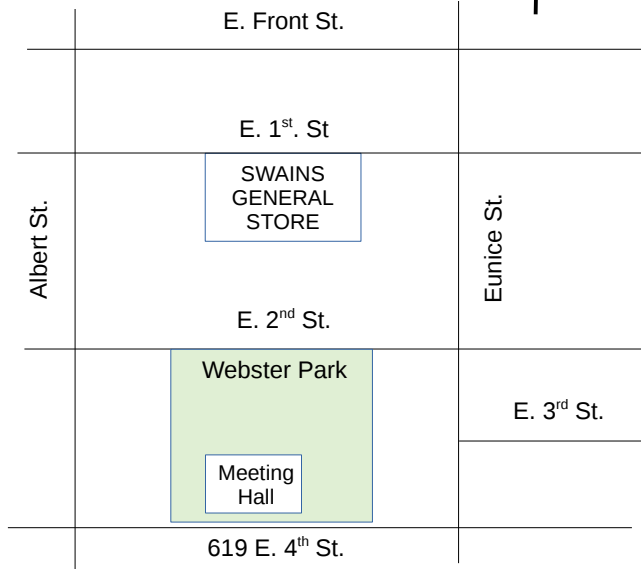 E. Front St.
E. 1st. St
SWAINS
GENERAL
STORE
Albert St.
Eunice St.
E. 2nd St.
Webster Park
E. 3rd St.
Meeting
Hall
619 E. 4th St.